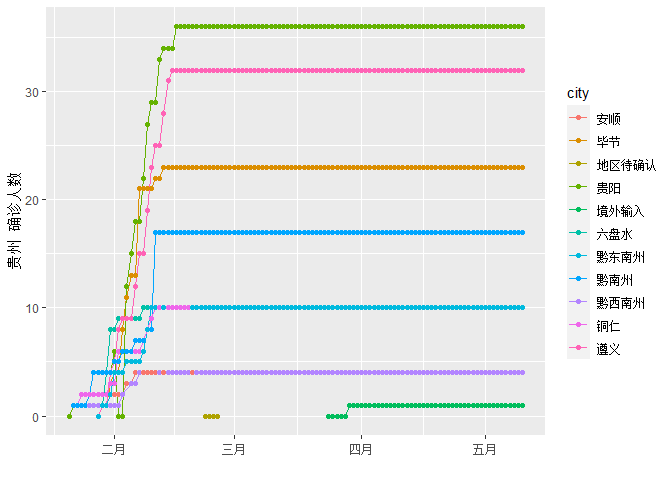 贵州 确诊人数
30
20
10
0
二月
三月
四月
五月
city
安顺
毕节
地区待确认
贵阳
境外输入
六盘水
黔东南州
黔南州
黔西南州
铜仁
遵义